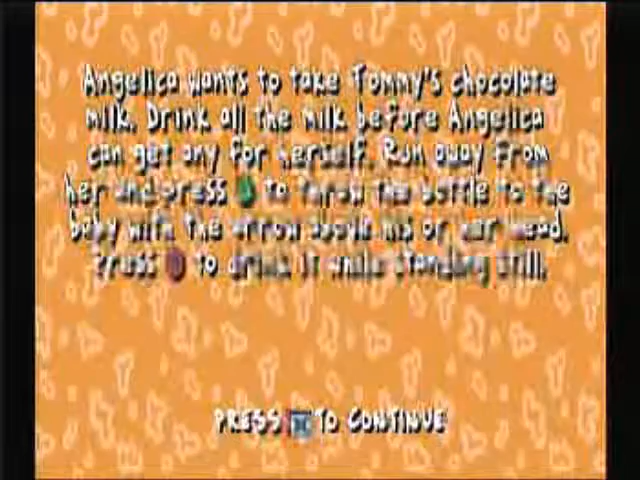 Angelica wants to take Tommy's chocolate
milk. Drink all the milk before Angelica
can get any for herself. Run away from
her and press to throw the bottle to the
baby with the arrow above his or her head.
Press to drink it while standing still.
PRESS TO CONTINUE